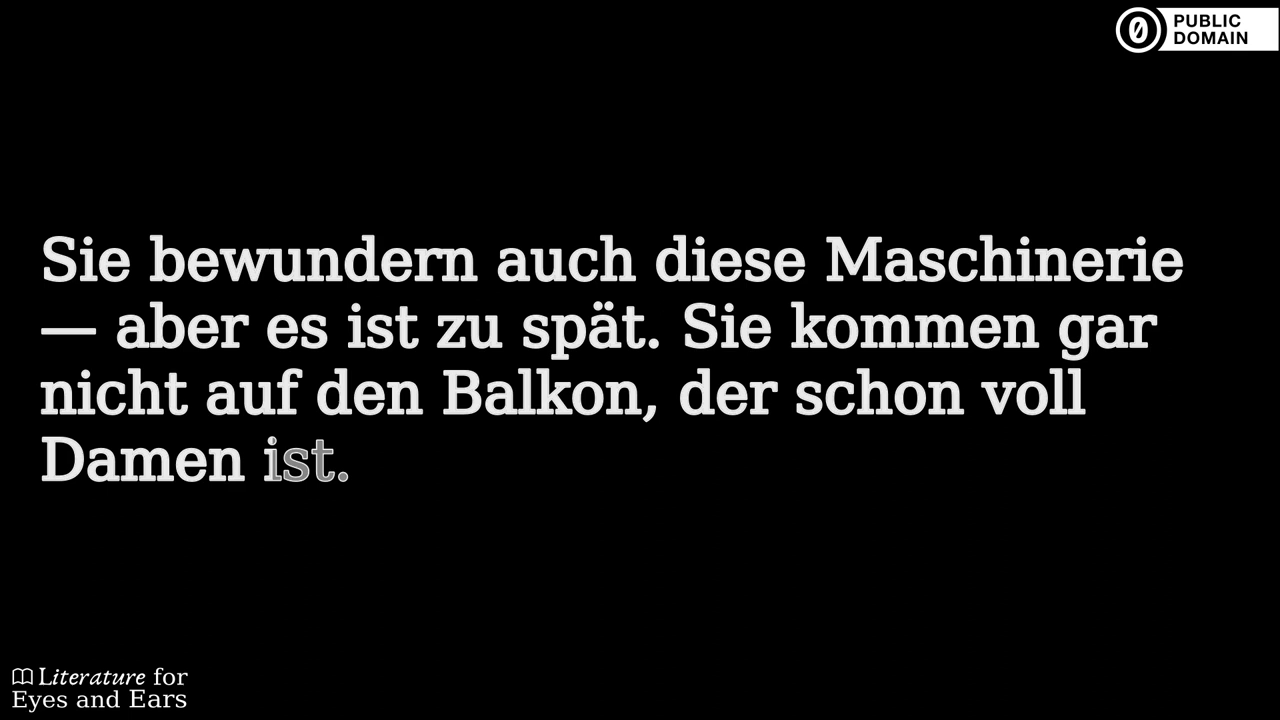 PUBLIC
DOMAIN
Sie bewundern auch diese Maschinerie
— aber es ist zu spät. Sie kommen gar
nicht auf den Balkon, der schon voll
Damen ist.
Literature for
Eyes and Ears